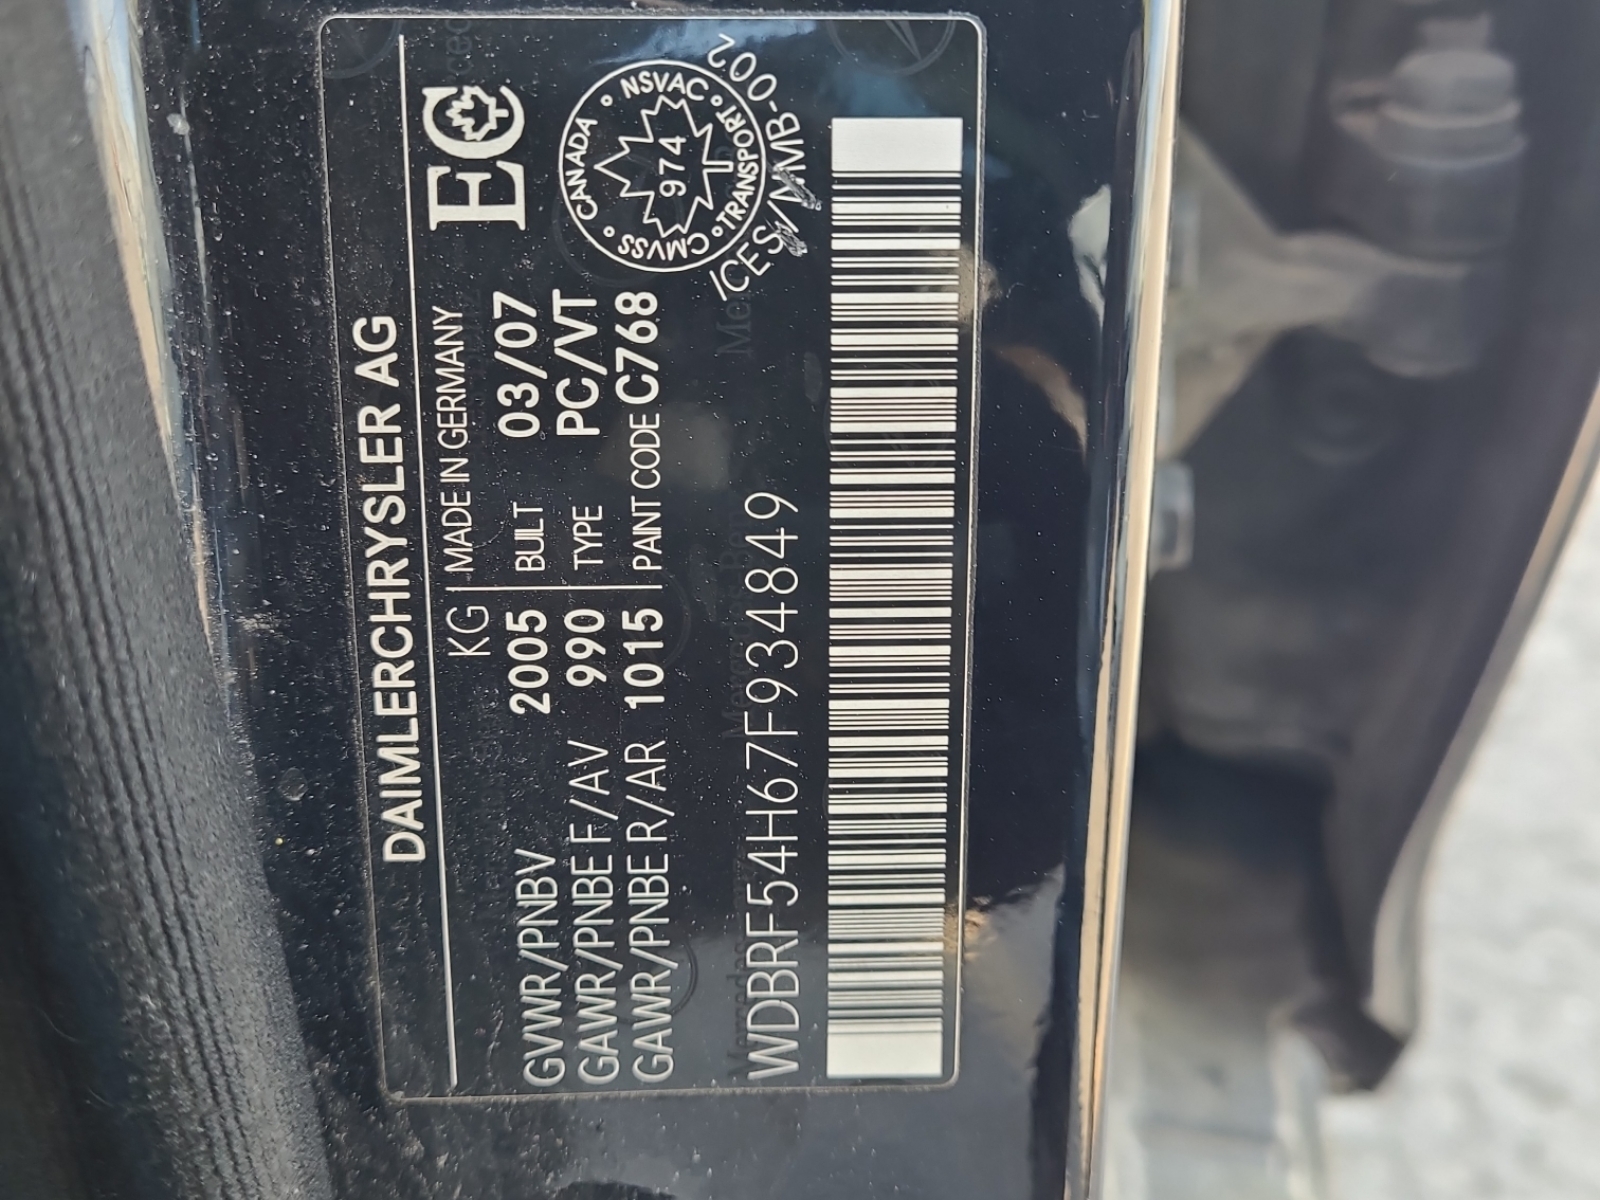 DAIMLERCHRYSLER AG
KG
MADE IN GERMANY
GVWR/PNBV 2005
BUILT 03/07
GAWR/PNBE F/AV 990
TYPE PC/VT
GAWR/PNBE R/AR 1015
PAINT CODE C768
EC
CANADA NSVAC TRANSPORT CMVSS
974
ICES/NMB-002
WDBRF54H67F934849